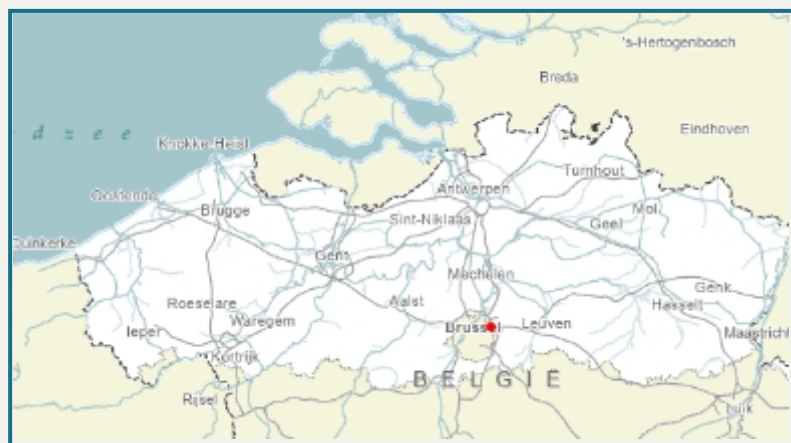 's-Hertogenbosch
Breda
Eindhoven
d z e e
Knokke-Heist
Turnhout
Antwerpen
Oostende
Mol
Brugge
Sint-Niklaas
Geel
Duinkerke
Gent
Mechelen
Genk
Roeselare
Aalst
Hasselt
Waregem
Leuven
Ieper
Brussel
Maastricht
Kortrijk
BELGIË
Rijsel
Luik